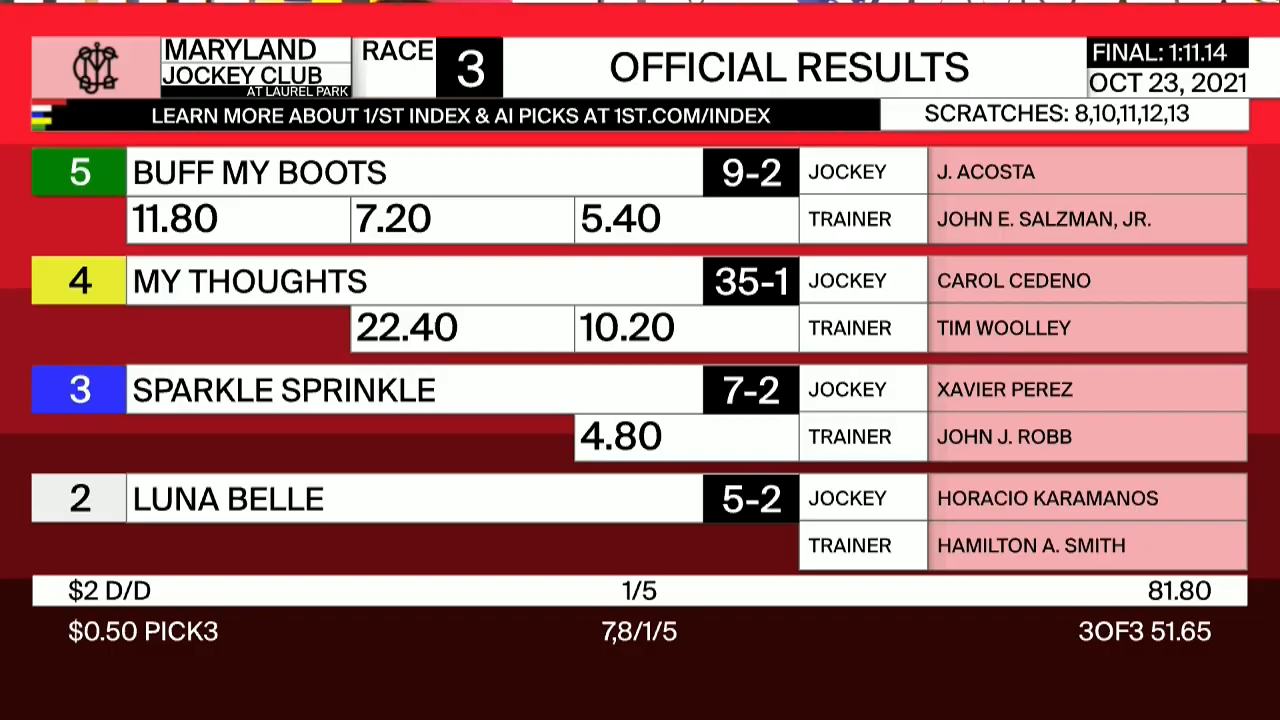 MARYLAND
JOCKEY CLUB
AT LAUREL PARK
RACE 3
OFFICIAL RESULTS
FINAL: 1:11.14
OCT 23, 2021
LEARN MORE ABOUT 1/ST INDEX & AI PICKS AT 1ST.COM/INDEX
SCRATCHES: 8,10,11,12,13
5 BUFF MY BOOTS 9-2 JOCKEY J. ACOSTA
11.80 7.20 5.40 TRAINER JOHN E. SALZMAN, JR.
4 MY THOUGHTS 35-1 JOCKEY CAROL CEDENO
22.40 10.20 TRAINER TIM WOOLLEY
3 SPARKLE SPRINKLE 7-2 JOCKEY XAVIER PEREZ
4.80 TRAINER JOHN J. ROBB
2 LUNA BELLE 5-2 JOCKEY HORACIO KARAMANOS
TRAINER HAMILTON A. SMITH
$2 D/D 1/5 81.80
$0.50 PICK3 7,8/1/5 3OF3 51.65